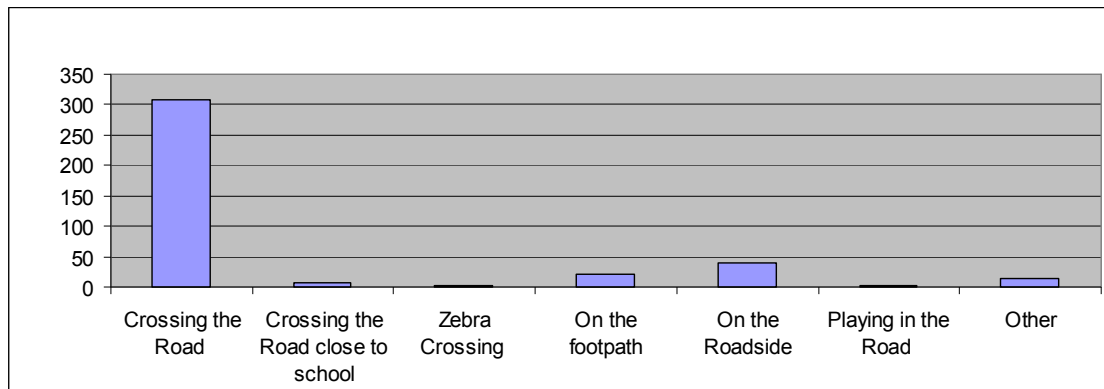 350
300
250
200
150
100
50
0
Crossing the
Road
Crossing the
Road close to
school
Zebra
Crossing
On the
footpath
On the
Roadside
Playing in the
Road
Other